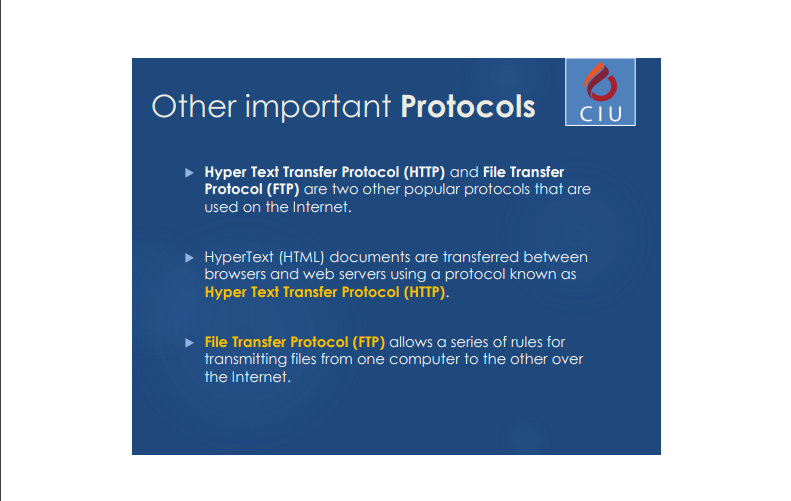 Other important Protocols
CIU
Hyper Text Transfer Protocol (HTTP) and File Transfer
Protocol (FTP) are two other popular protocols that are
used on the Internet.
HyperText (HTML) documents are transferred between
browsers and web servers using a protocol known as
Hyper Text Transfer Protocol (HTTP).
File Transfer Protocol (FTP) allows a series of rules for
transmitting files from one computer to the other over
the Internet.